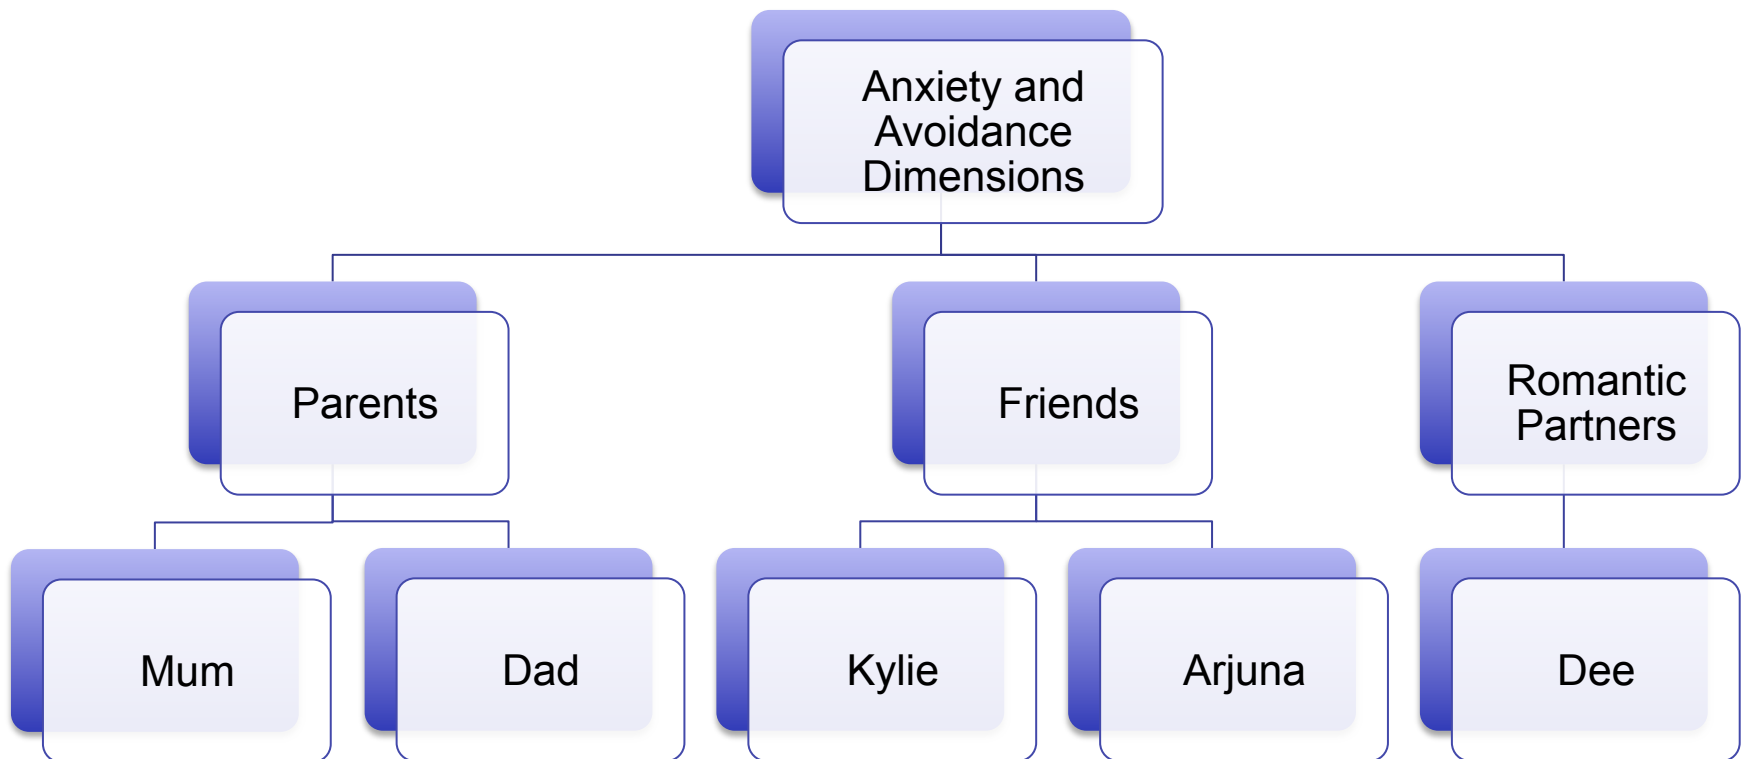 Anxiety and
Avoidance
Dimensions
Parents
Friends
Romantic
Partners
Mum
Dad
Kylie
Arjuna
Dee